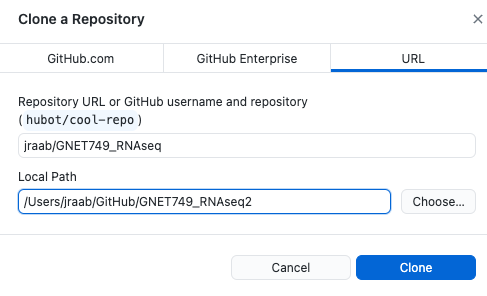 Clone a Repository
GitHub.com
GitHub Enterprise
URL
Repository URL or GitHub username and repository
(hubot/cool-repo)
jraab/GNET749_RNAseq
Local Path
/Users/jraab/GitHub/GNET749_RNAseq2
Choose...
Cancel
Clone